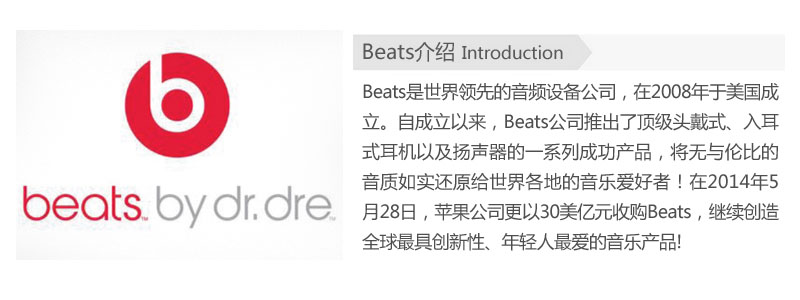 beats™ by dr. dre™
Beats介绍 Introduction
Beats是世界领先的音频设备公司，在2008年于美国成
立。自成立以来，Beats公司推出了顶级头戴式、入耳
式耳机以及扬声器的一系列成功产品，将无与伦比的
音质如实还原给世界各地的音乐爱好者！在2014年5
月28日，苹果公司更以30美亿元收购Beats，继续创造
全球最具创新性、年轻人最爱的音乐产品!